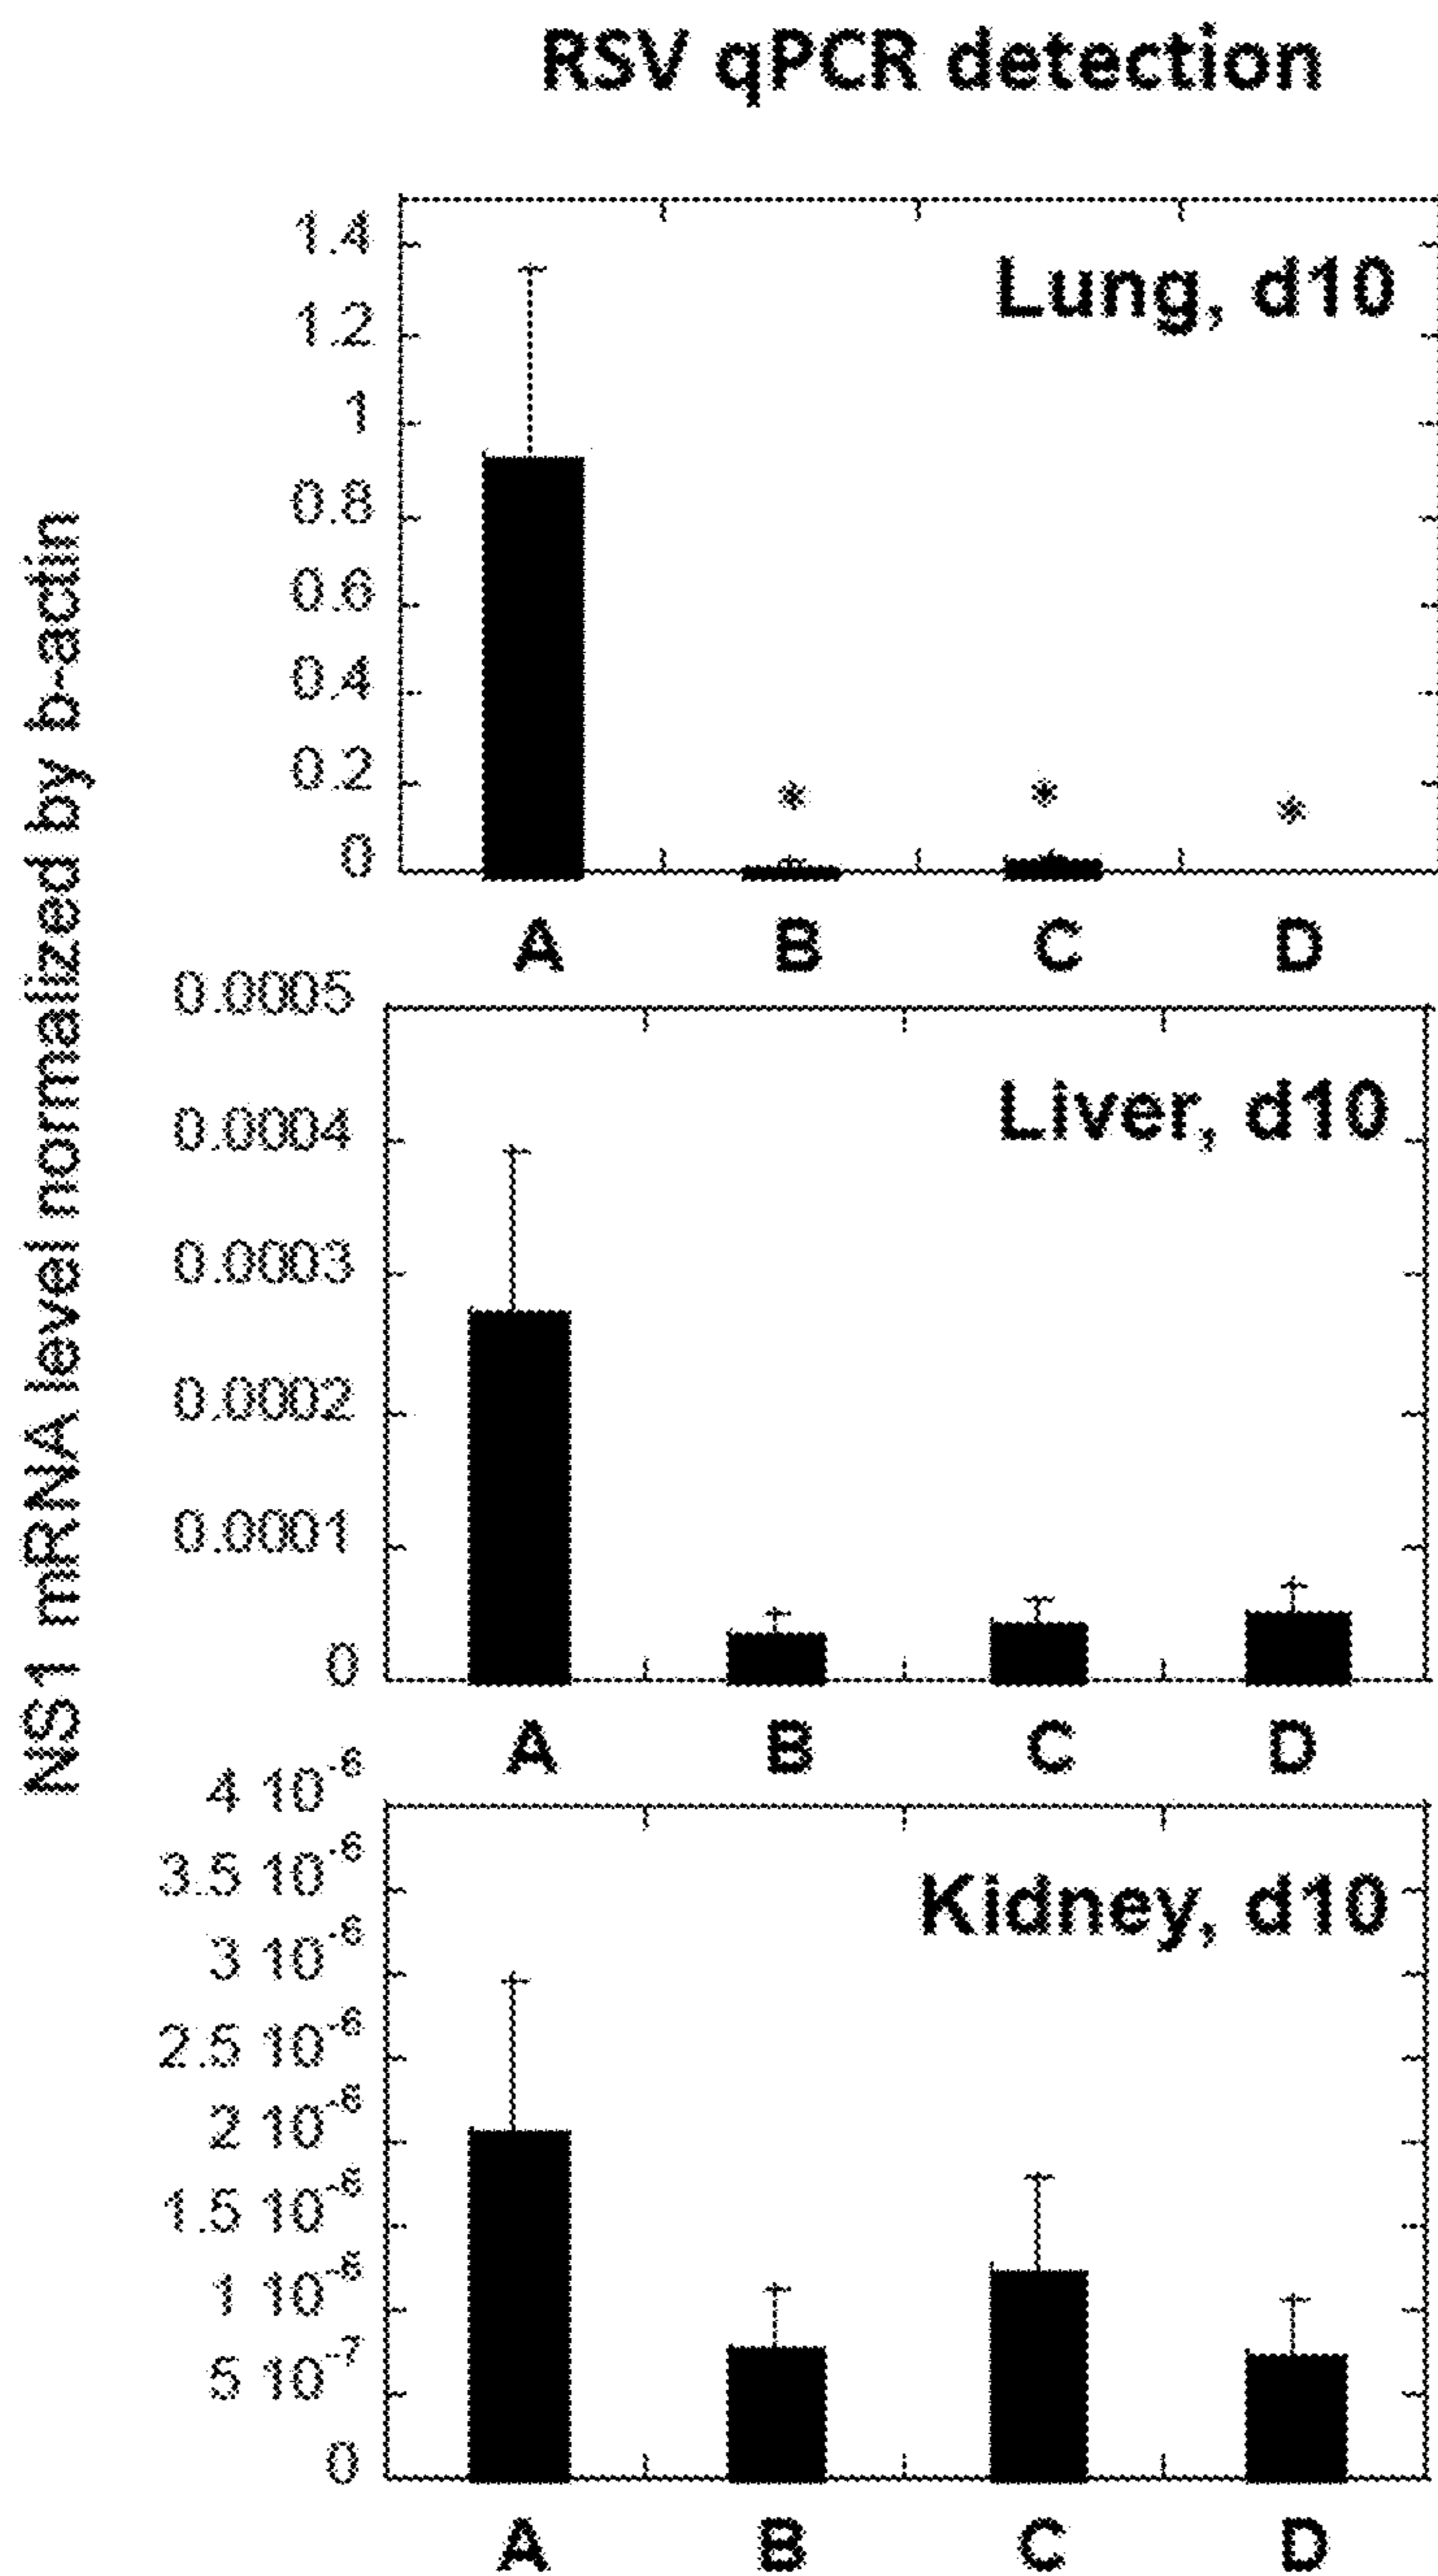 RSV qPCR detection
NS1 mRNA level normalized by b-actin
Lung, d10
1.4
1.2
1
0.8
0.6
0.4
0.2
0
* * *
A B C D
Liver, d10
0.0005
0.0004
0.0003
0.0002
0.0001
0
A B C D
Kidney, d10
4 10-6
3.5 10-6
3 10-6
2.5 10-6
2 10-6
1.5 10-6
1 10-6
5 10-7
0
A B C D